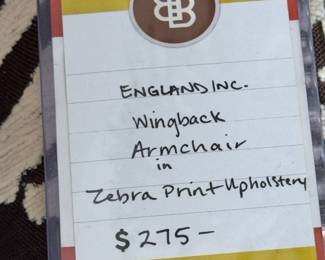 ENGLAND INC.
Wingback
Armchair
in
Zebra Print Upholstery
$275—